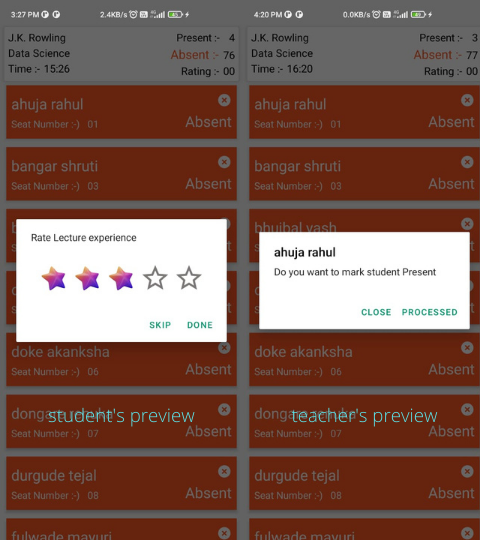 3:27 PM
2.4KB/s
J.K. Rowling
Present :- 4
Data Science
Absent :- 76
Time :- 15:26
Rating :- 00
ahuja rahul
Seat Number :-) 01
Absent
bangar shruti
Seat Number :-) 03
Absent
Rate Lecture experience
SKIP DONE
doke akanksha
Seat Number :-) 06
Absent
student's preview
Seat Number :-) 07
Absent
durgude tejal
Seat Number :-) 08
Absent
fulwade mayuri
4:20 PM
0.0KB/s
J.K. Rowling
Present :- 3
Data Science
Absent :- 77
Time :- 16:20
Rating :- 00
ahuja rahul
Seat Number :-) 01
Absent
bangar shruti
Seat Number :-) 03
Absent
bhujbal yash
ahuja rahul
Do you want to mark student Present
CLOSE PROCESSED
doke akanksha
Seat Number :-) 06
Absent
teacher's preview
Seat Number :-) 07
Absent
durgude tejal
Seat Number :-) 08
Absent
fulwade mayuri